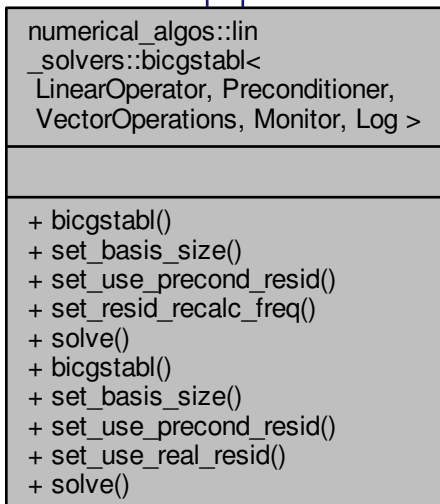 numerical_algos::lin
_solvers::bicgstabl<
LinearOperator, Preconditioner,
VectorOperations, Monitor, Log >
+ bicgstabl()
+ set_basis_size()
+ set_use_precond_resid()
+ set_resid_recalc_freq()
+ solve()
+ bicgstabl()
+ set_basis_size()
+ set_use_precond_resid()
+ set_use_real_resid()
+ solve()